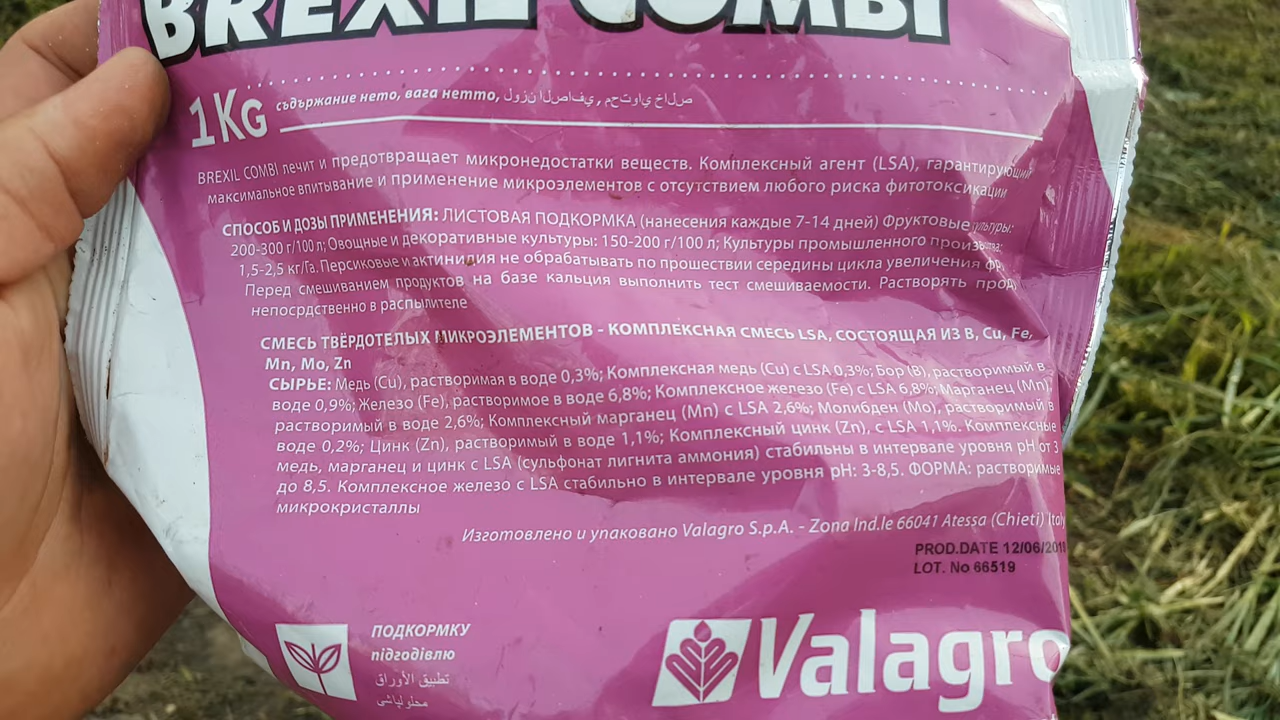 BREXIL COMBI
1KG съдържание нето, вага нетто, لوزن الصافي, محتواي خالص
BREXIL COMBI лечит и предотвращает микронедостатки веществ. Комплексный агент (LSA), гарантирующий
максимальное впитывание и применение микроэлементов с отсутствием любого риска фитотоксикации
СПОСОБ И ДОЗЫ ПРИМЕНЕНИЯ: ЛИСТОВАЯ ПОДКОРМКА (нанесения каждые 7-14 дней) Фруктовые
200-300 г/100 л; Овощные и декоративные культуры: 150-200 г/100 л; Культуры промышленного
1,5-2,5 кг/Га. Персиковые и актинидия не обрабатывать по прошествии середины цикла увеличения
Перед смешиванием продуктов на базе кальция выполнить тест смешиваемости. Растворять
непосрдственно в распылителе
СМЕСЬ ТВЁРДОТЕЛЫХ МИКРОЭЛЕМЕНТОВ - КОМПЛЕКСНАЯ СМЕСЬ LSA, СОСТОЯЩАЯ ИЗ B, Cu, Fe,
Mn, Mo, Zn
СЫРЬЕ: Медь (Cu), растворимая в воде 0,3%; Комплексная медь (Cu) с LSA 0,3%; Бор (B), растворимый в
воде 0,9%; Железо (Fe), растворимое в воде 6,8%; Комплексное железо (Fe) с LSA 6,8%; Марганец (Mn),
растворимый в воде 2,6%; Комплексный марганец (Mn) с LSA 2,6%; Молибден (Mo), растворимый в
воде 0,2%; Цинк (Zn), растворимый в воде 1,1%; Комплексный цинк (Zn), с LSA 1,1%. Комплексные
медь, марганец и цинк с LSA (сульфонат лигнита аммония) стабильны в интервале уровня pH от 3
до 8,5. Комплексное железо с LSA стабильно в интервале уровня pH: 3-8,5. ФОРМА: растворимые
микрокристаллы
Изготовлено и упаковано Valagro S.p.A. - Zona Ind.le 66041 Atessa (Chieti) Italy
PROD.DATE 12/06/201
LOT. No 66519
ПОДКОРМКУ
підгодівлю
تطبيق الأوراق
محلولپاشی
Valagro